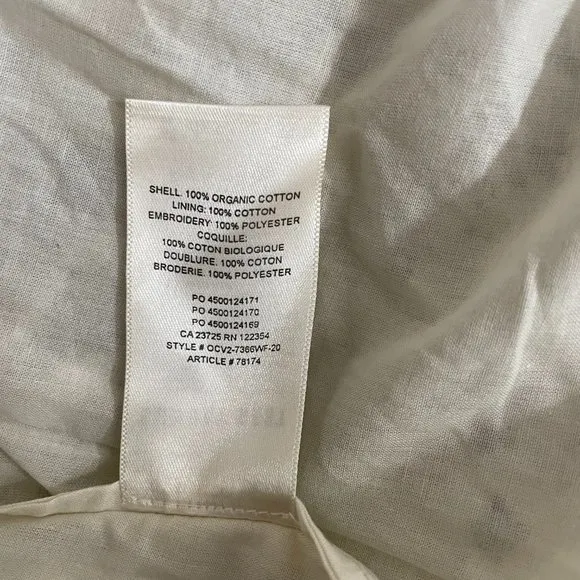 SHELL: 100% ORGANIC COTTON
LINING: 100% COTTON
EMBROIDERY: 100% POLYESTER
COQUILLE:
100% COTON BIOLOGIQUE
DOUBLURE: 100% COTON
BRODERIE: 100% POLYESTER
PO 4500124171
PO 4500124170
PO 4500124169
CA 23725 RN 122354
STYLE # OCV2-7366WF-20
ARTICLE # 78174